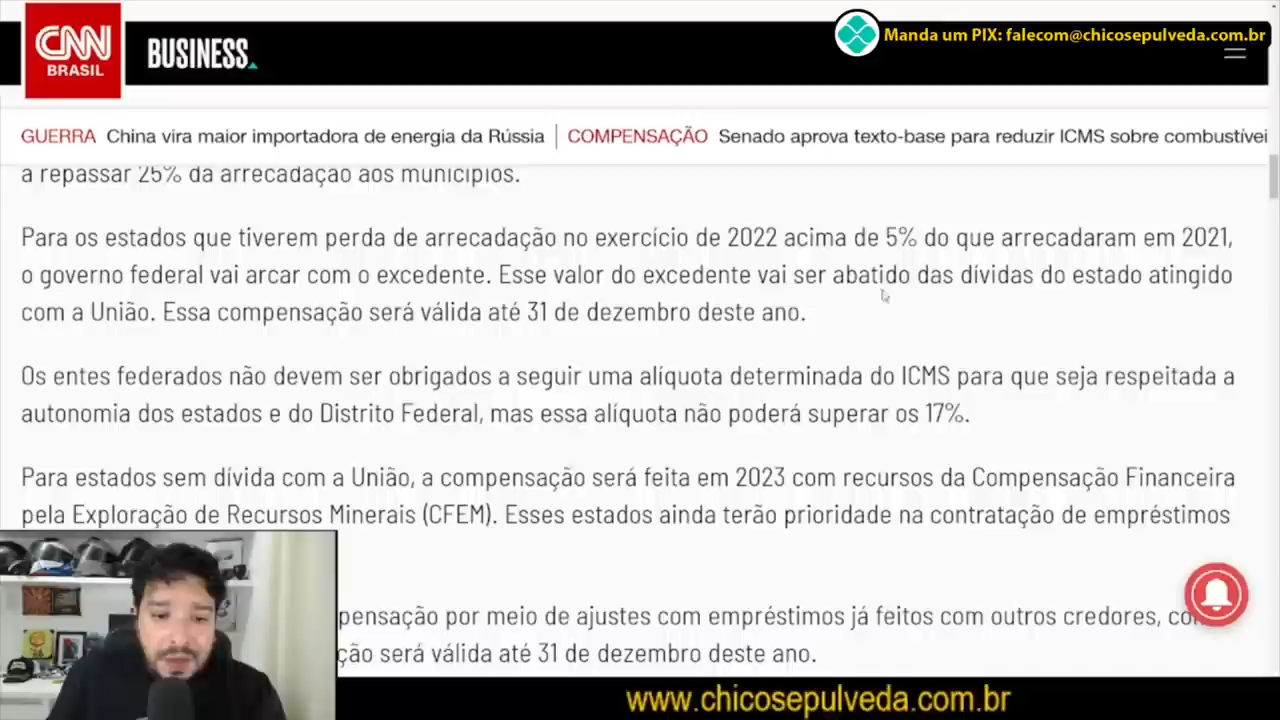 CNN
BRASIL
BUSINESS
Manda um PIX: falecom@chicosepulveda.com.br
GUERRA China vira maior importadora de energia da Rússia COMPENSAÇÃO Senado aprova texto-base para reduzir ICMS sobre combustívei
a repassar 25% da arrecadação aos municípios.
Para os estados que tiverem perda de arrecadação no exercício de 2022 acima de 5% do que arrecadaram em 2021,
o governo federal vai arcar com o excedente. Esse valor do excedente vai ser abatido das dívidas do estado atingido
com a União. Essa compensação será válida até 31 de dezembro deste ano.
Os entes federados não devem ser obrigados a seguir uma alíquota determinada do ICMS para que seja respeitada a
autonomia dos estados e do Distrito Federal, mas essa alíquota não poderá superar os 17%.
Para estados sem dívida com a União, a compensação será feita em 2023 com recursos da Compensação Financeira
pela Exploração de Recursos Minerais (CFEM). Esses estados ainda terão prioridade na contratação de empréstimos
pensação por meio de ajustes com empréstimos já feitos com outros credores,
ção será válida até 31 de dezembro deste ano.
www.chicosepulveda.com.br